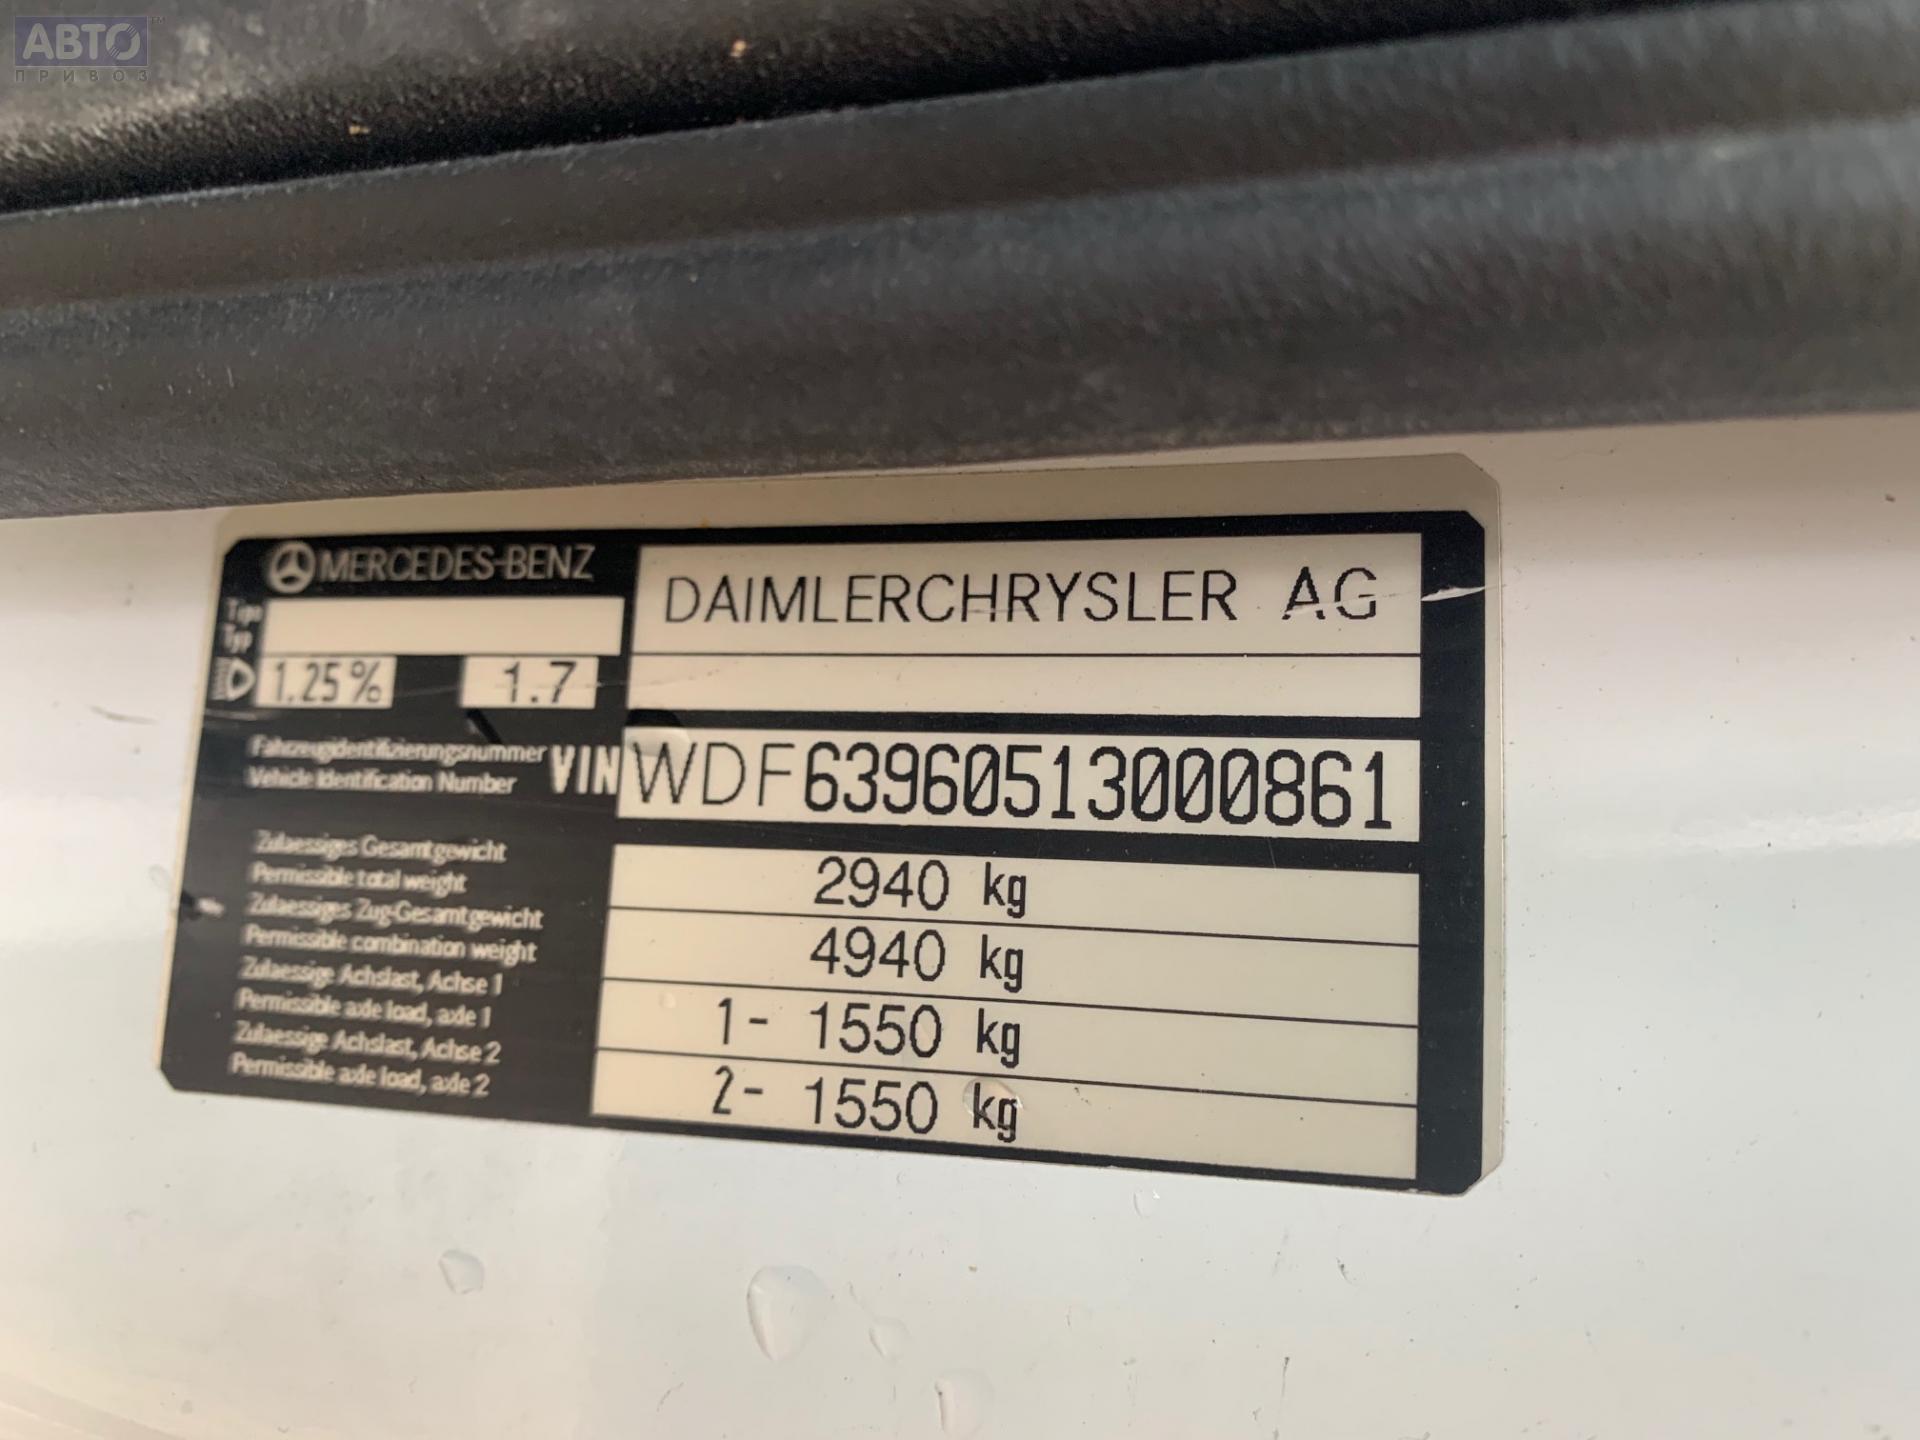 АВТО™
ПРИВОЗ
MERCEDES-BENZ
DAIMLERCHRYSLER AG
Tipo
Typ
1.25% 1.7
Fahrzeugidentifizierungsnummer
Vehicle Identification Number
VIN WDF63960513000861
Zulaessiges Gesamtgewicht
Permissible total weight
2940 kg
Zulaessiges Zug-Gesamtgewicht
Permissible combination weight
4940 kg
Zulaessige Achslast, Achse 1
Permissible axle load, axle 1
1- 1550 kg
Zulaessige Achslast, Achse 2
Permissible axle load, axle 2
2- 1550 kg